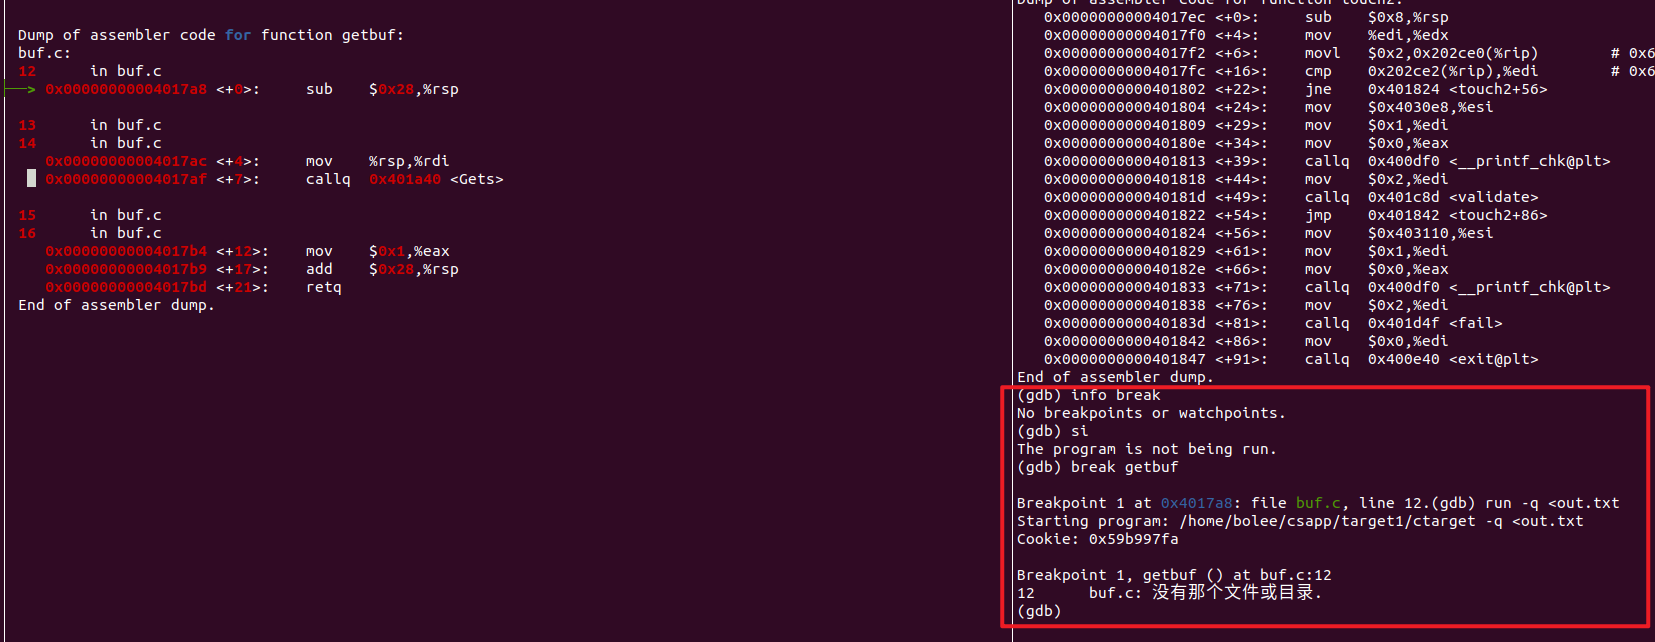 Dump of assembler code for function getbuf:
buf.c:
12      in buf.c
0x00000000004017a8 <+0>:     sub    $0x28,%rsp
13      in buf.c
14      in buf.c
0x00000000004017ac <+4>:     mov    %rsp,%rdi
0x00000000004017af <+7>:     callq  0x401a40 <Gets>
15      in buf.c
16      in buf.c
0x00000000004017b4 <+12>:    mov    $0x1,%eax
0x00000000004017b9 <+17>:    add    $0x28,%rsp
0x00000000004017bd <+21>:    retq
End of assembler dump.
Dump of assembler code for function touch2:
0x00000000004017ec <+0>:     sub    $0x8,%rsp
0x00000000004017f0 <+4>:     mov    %edi,%edx
0x00000000004017f2 <+6>:     movl   $0x2,0x202ce0(%rip)        # 0x6
0x00000000004017fc <+16>:    cmp    0x202ce2(%rip),%edi        # 0x6
0x0000000000401802 <+22>:    jne    0x401824 <touch2+56>
0x0000000000401804 <+24>:    mov    $0x4030e8,%esi
0x0000000000401809 <+29>:    mov    $0x1,%edi
0x000000000040180e <+34>:    mov    $0x0,%eax
0x0000000000401813 <+39>:    callq  0x400df0 <__printf_chk@plt>
0x0000000000401818 <+44>:    mov    $0x2,%edi
0x000000000040181d <+49>:    callq  0x401c8d <validate>
0x0000000000401822 <+54>:    jmp    0x401842 <touch2+86>
0x0000000000401824 <+56>:    mov    $0x403110,%esi
0x0000000000401829 <+61>:    mov    $0x1,%edi
0x000000000040182e <+66>:    mov    $0x0,%eax
0x0000000000401833 <+71>:    callq  0x400df0 <__printf_chk@plt>
0x0000000000401838 <+76>:    mov    $0x2,%edi
0x000000000040183d <+81>:    callq  0x401d4f <fail>
0x0000000000401842 <+86>:    mov    $0x0,%edi
0x0000000000401847 <+91>:    callq  0x400e40 <exit@plt>
End of assembler dump.
(gdb) info break
No breakpoints or watchpoints.
(gdb) si
The program is not being run.
(gdb) break getbuf
Breakpoint 1 at 0x4017a8: file buf.c, line 12.(gdb) run -q <out.txt
Starting program: /home/bolee/csapp/target1/ctarget -q <out.txt
Cookie: 0x59b997fa
Breakpoint 1, getbuf () at buf.c:12
12      buf.c: 没有那个文件或目录.
(gdb)